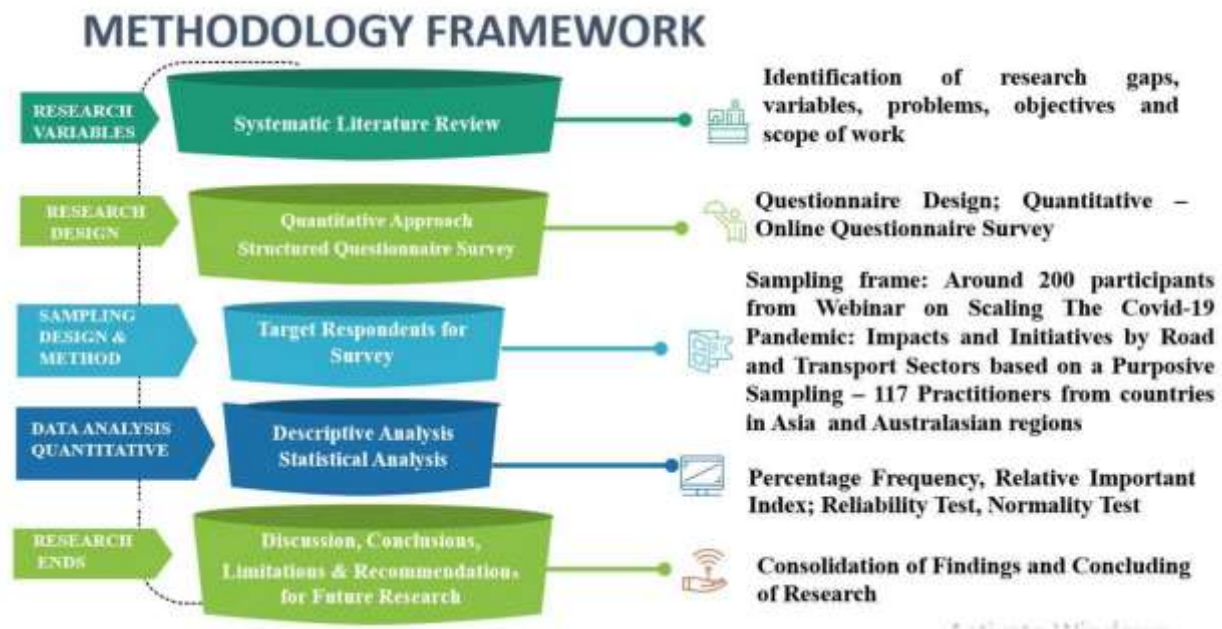 METHODOLOGY FRAMEWORK
RESEARCH
VARIABLES
Systematic Literature Review
Identification of research gaps,
variables, problems, objectives and
scope of work
RESEARCH
DESIGN
Quantitative Approach
Structured Questionnaire Survey
Questionnaire Design; Quantitative –
Online Questionnaire Survey
SAMPLING
DESIGN &
METHOD
Target Respondents for
Survey
Sampling frame: Around 200 participants
from Webinar on Scaling The Covid-19
Pandemic: Impacts and Initiatives by Road
and Transport Sectors based on a Purposive
Sampling – 117 Practitioners from countries
in Asia and Australasian regions
DATA ANALYSIS
QUANTITATIVE
Descriptive Analysis
Statistical Analysis
Percentage Frequency, Relative Important
Index; Reliability Test, Normality Test
RESEARCH
ENDS
Discussion, Conclusions,
Limitations & Recommendations
for Future Research
Consolidation of Findings and Concluding
of Research